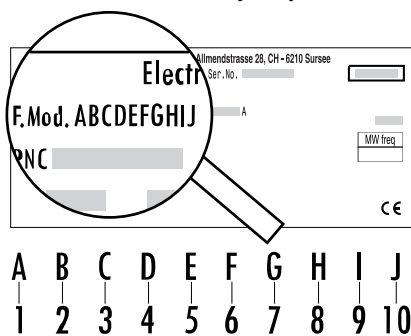 Allmendstrasse 28, CH - 6210 Sursee
Electr
Ser.No.
F.Mod. ABCDEFGHIJ
A
PNC
MW freq
CE
A B C D E F G H I J
1 2 3 4 5 6 7 8 9 10